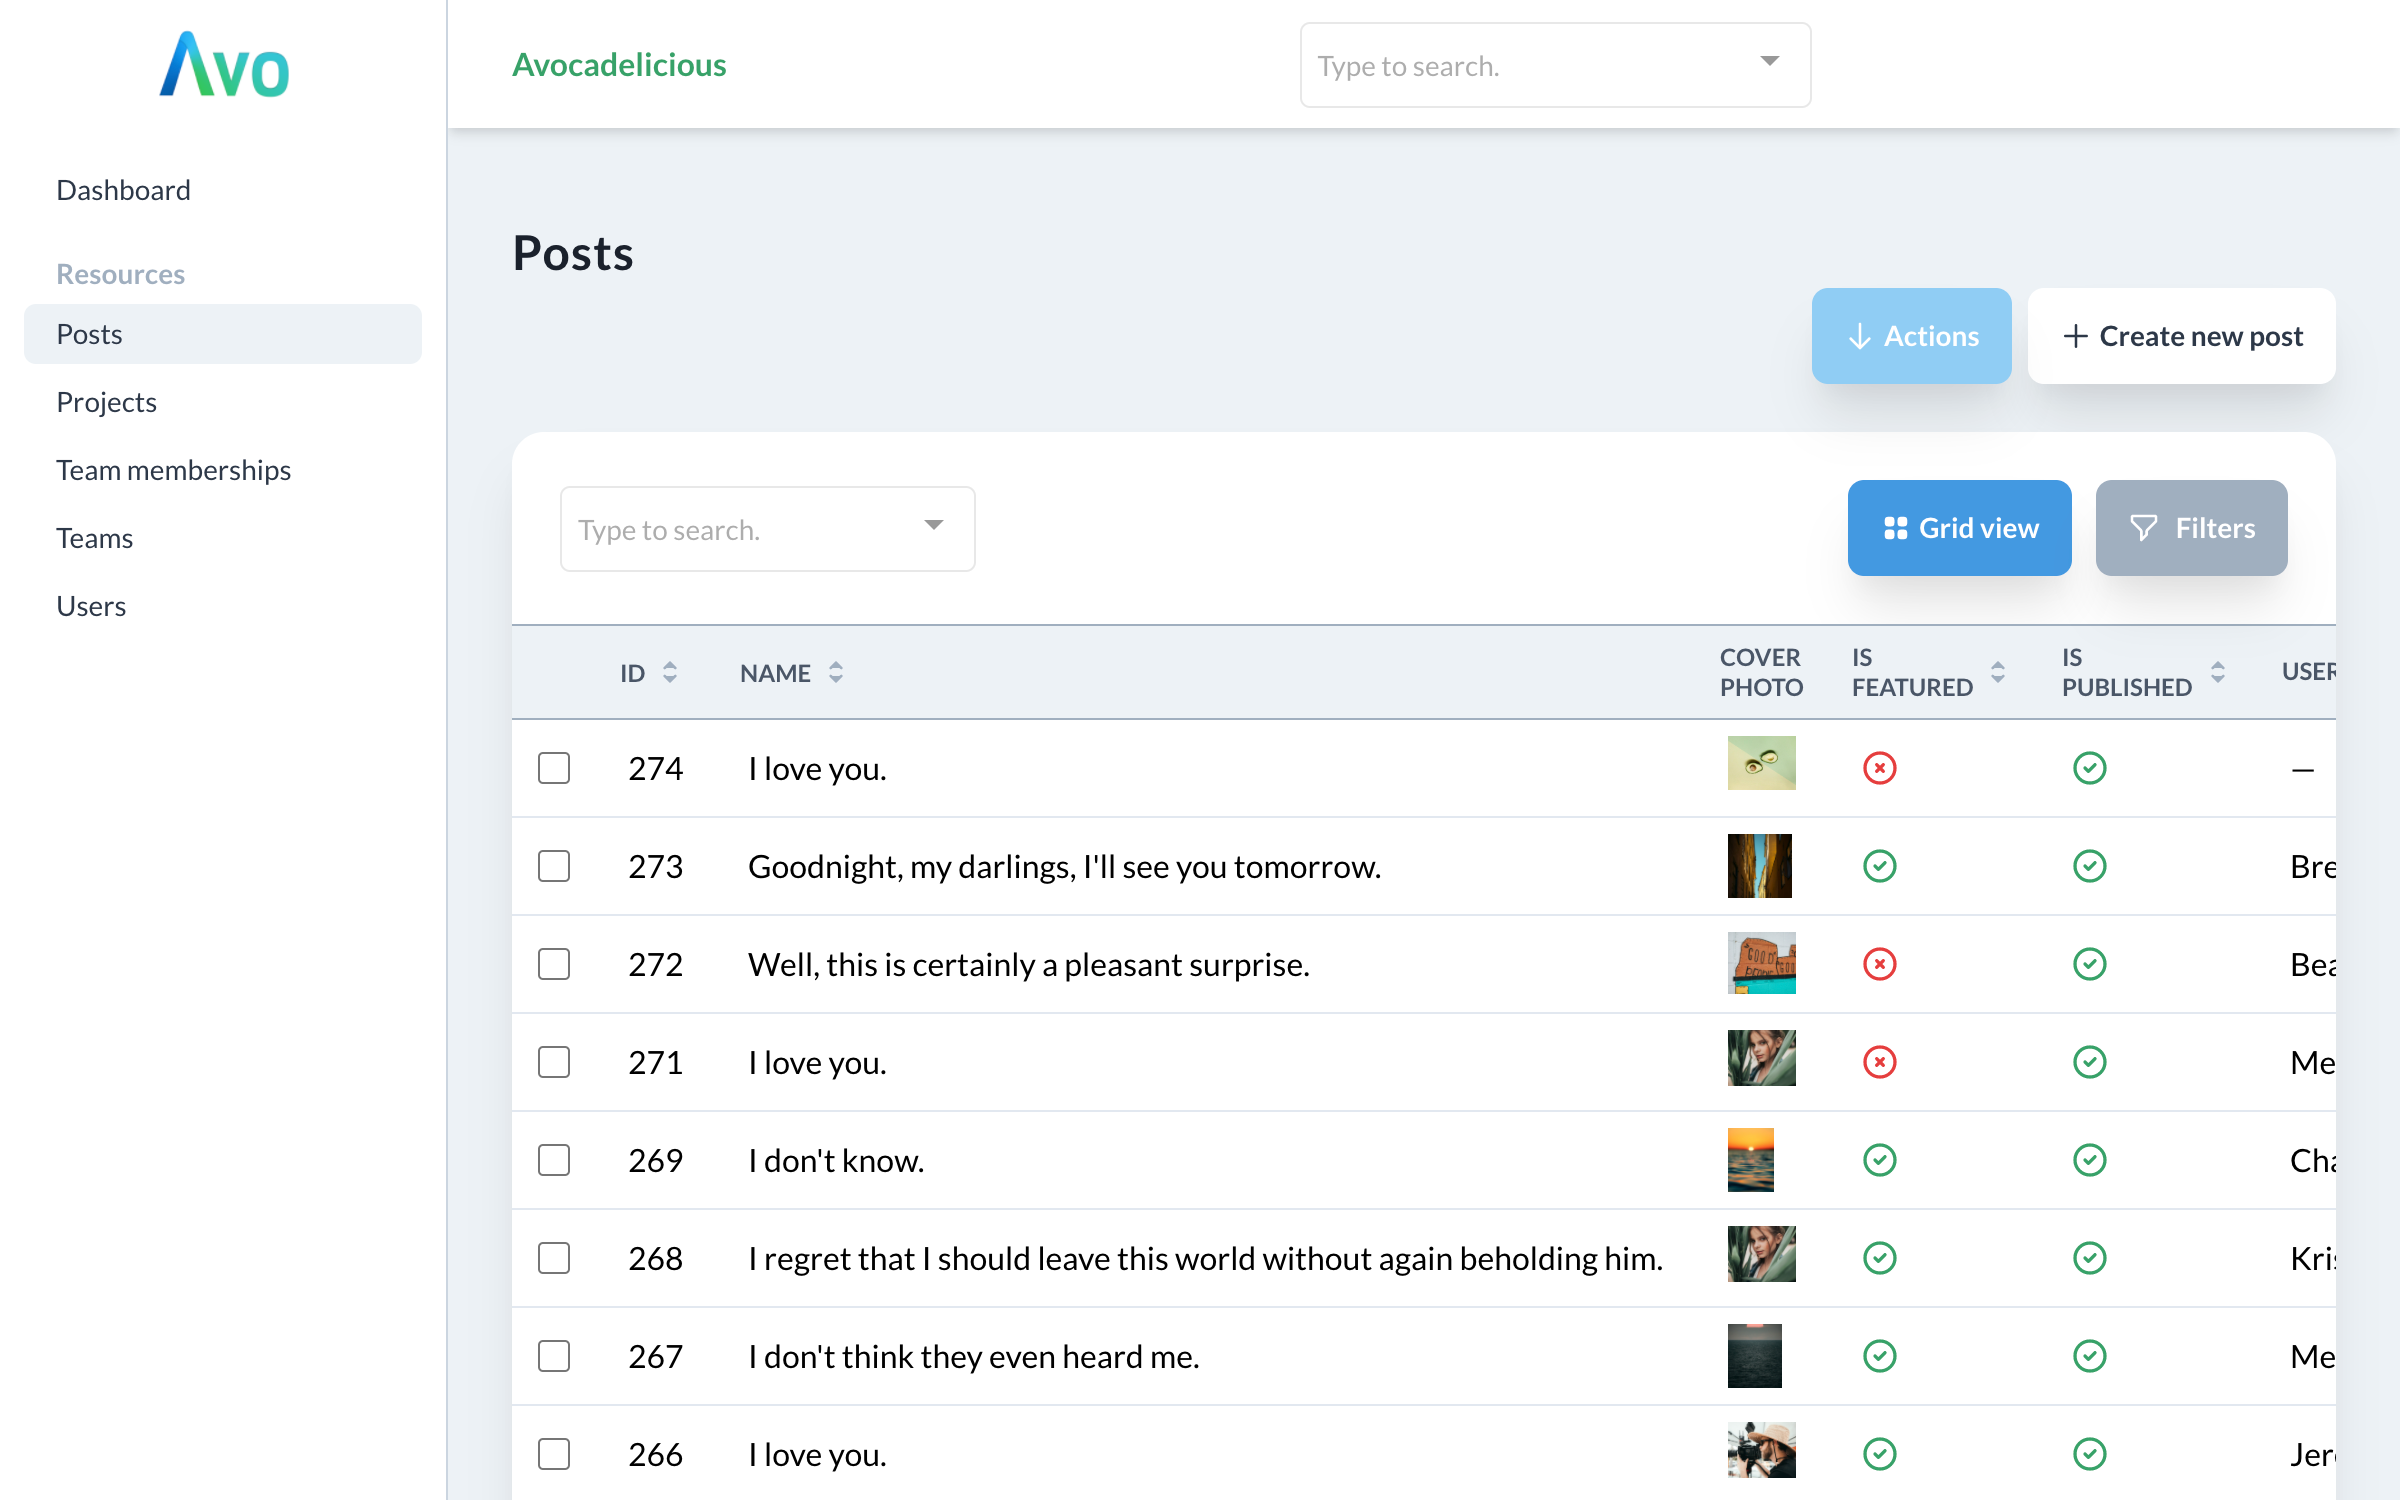 Avo
Avocadelicious
Type to search.
Dashboard
Resources
Posts
Projects
Team memberships
Teams
Users
Posts
Actions
Create new post
Type to search.
Grid view
Filters
ID NAME COVER PHOTO IS FEATURED IS PUBLISHED USER
274 I love you. —
273 Goodnight, my darlings, I'll see you tomorrow. Bre
272 Well, this is certainly a pleasant surprise. Bea
271 I love you. Me
269 I don't know. Cha
268 I regret that I should leave this world without again beholding him. Kris
267 I don't think they even heard me. Me
266 I love you. Jer